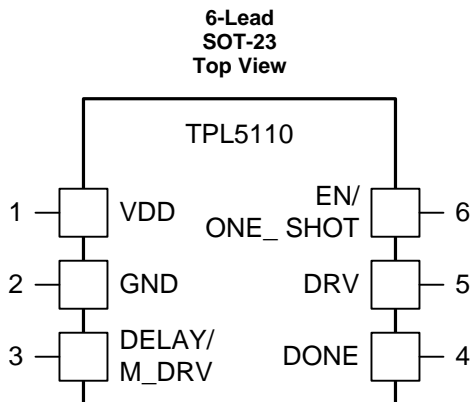 6-Lead
SOT-23
Top View
TPL5110
1
VDD
EN/
ONE_ SHOT
6
2
GND
DRV
5
3
DELAY/
M_DRV
DONE
4